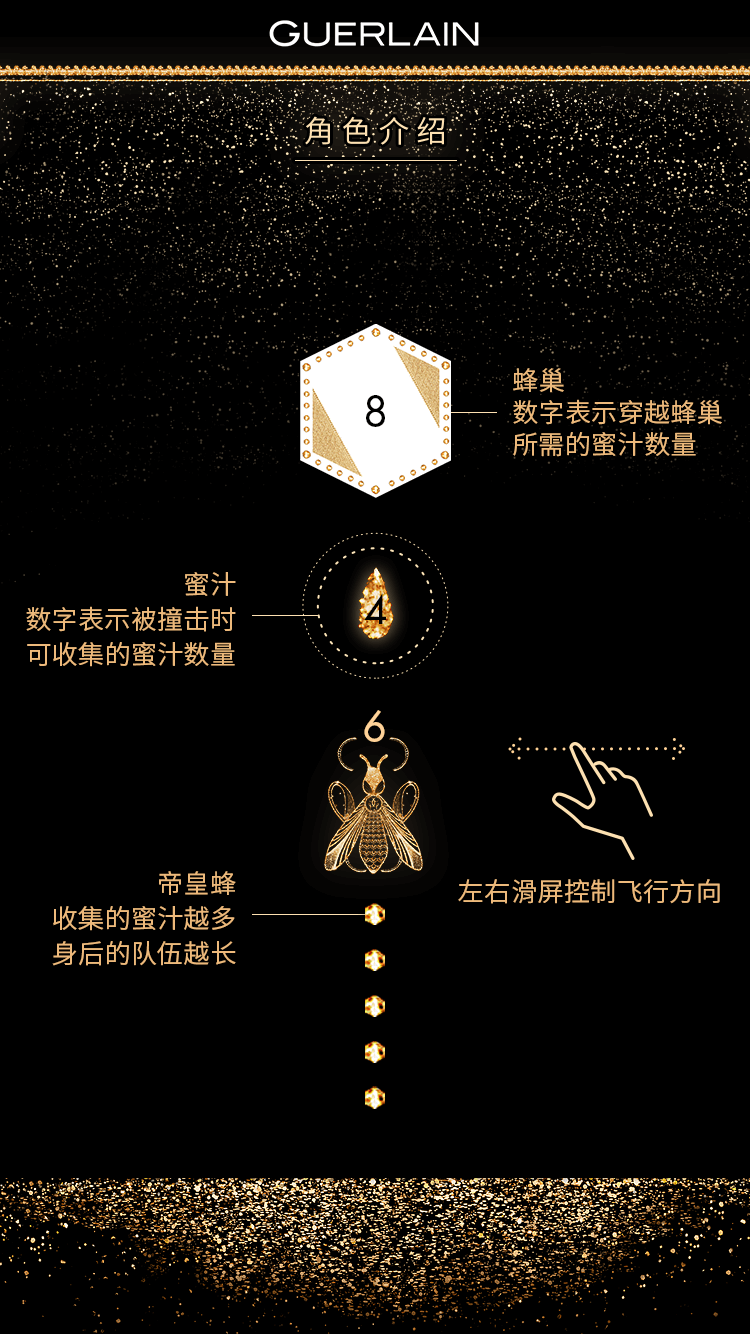 GUERLAIN
角色介绍
8
蜂巢
数字表示穿越蜂巢
所需的蜜汁数量
蜜汁
数字表示被撞击时
可收集的蜜汁数量
4
6
左右滑屏控制飞行方向
帝皇蜂
收集的蜜汁越多
身后的队伍越长